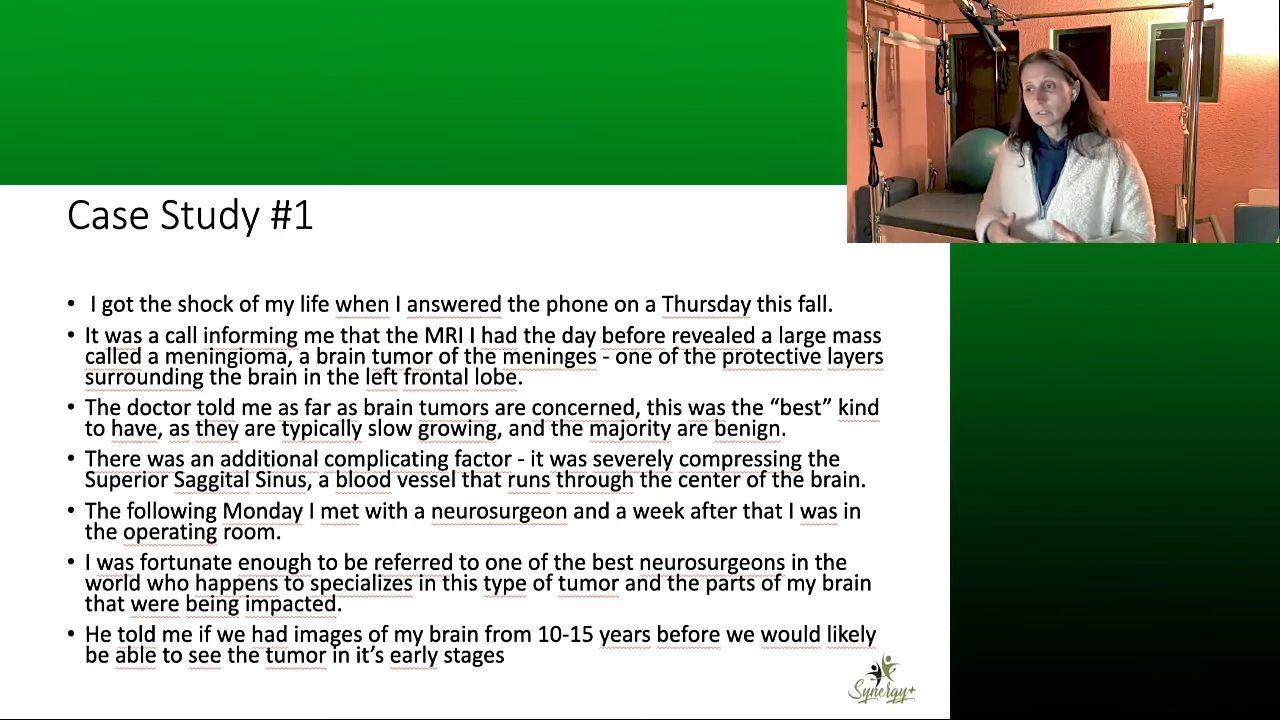 Case Study #1
• I got the shock of my life when I answered the phone on a Thursday this fall.
• It was a call informing me that the MRI I had the day before revealed a large mass
called a meningioma, a brain tumor of the meninges - one of the protective layers
surrounding the brain in the left frontal lobe.
• The doctor told me as far as brain tumors are concerned, this was the “best” kind
to have, as they are typically slow growing, and the majority are benign.
• There was an additional complicating factor - it was severely compressing the
Superior Saggital Sinus, a blood vessel that runs through the center of the brain.
• The following Monday I met with a neurosurgeon and a week after that I was in
the operating room.
• I was fortunate enough to be referred to one of the best neurosurgeons in the
world who happens to specializes in this type of tumor and the parts of my brain
that were being impacted.
• He told me if we had images of my brain from 10-15 years before we would likely
be able to see the tumor in it’s early stages
Synergy+